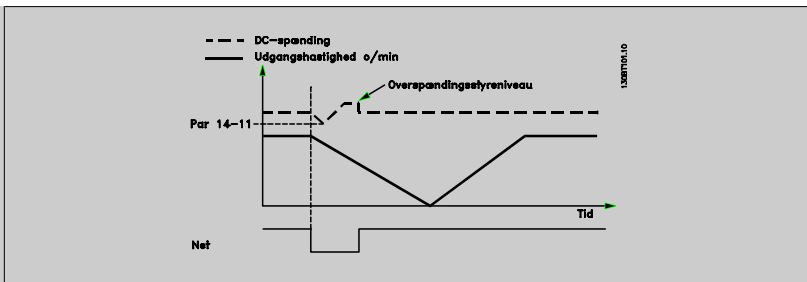 DC-spænding
Udgangshastighed o/min
Overspændingsstyreniveau
130BT101.10
Par 14-11
Tid
Net